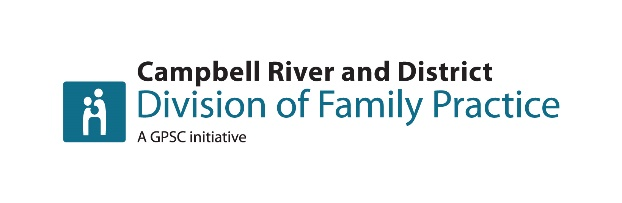 Campbell River and District
Division of Family Practice
A GPSC initiative